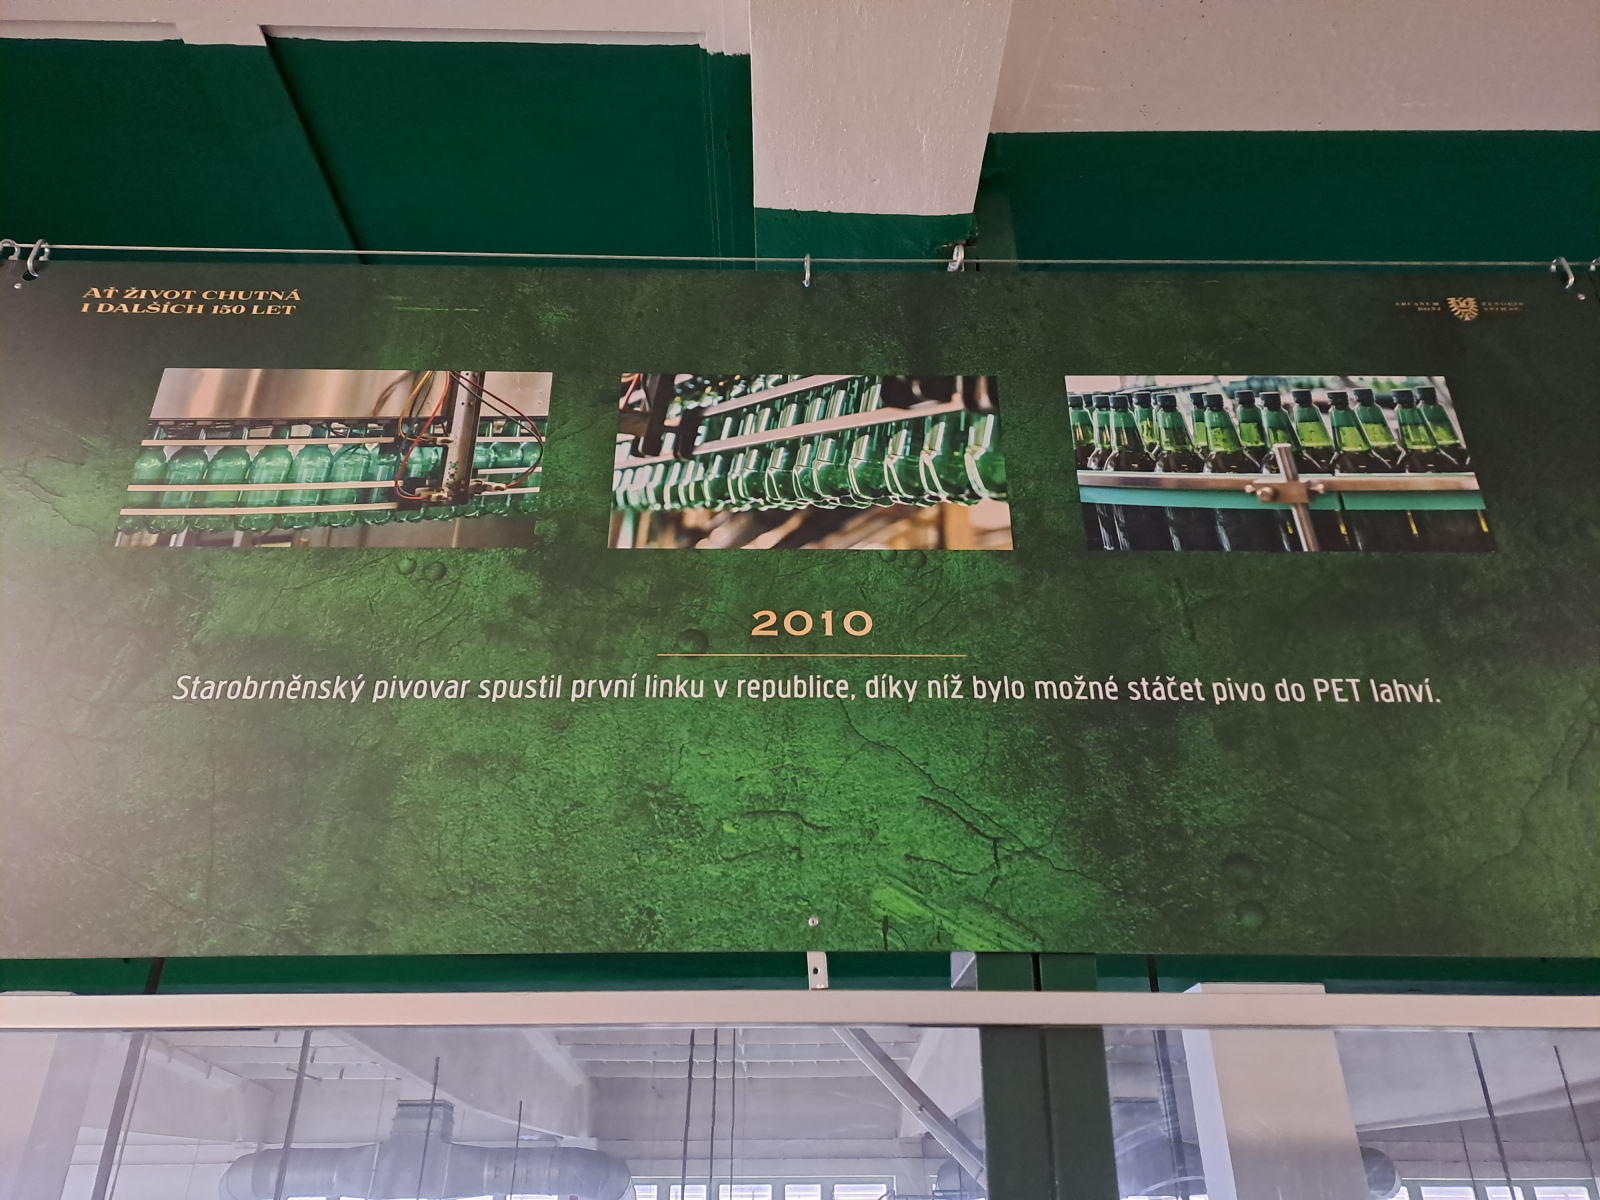 AŤ ŽIVOT CHUTNÁ
I DALŠÍCH 150 LET
2010
Starobrněnský pivovar spustil první linku v republice, díky níž bylo možné stáčet pivo do PET lahví.